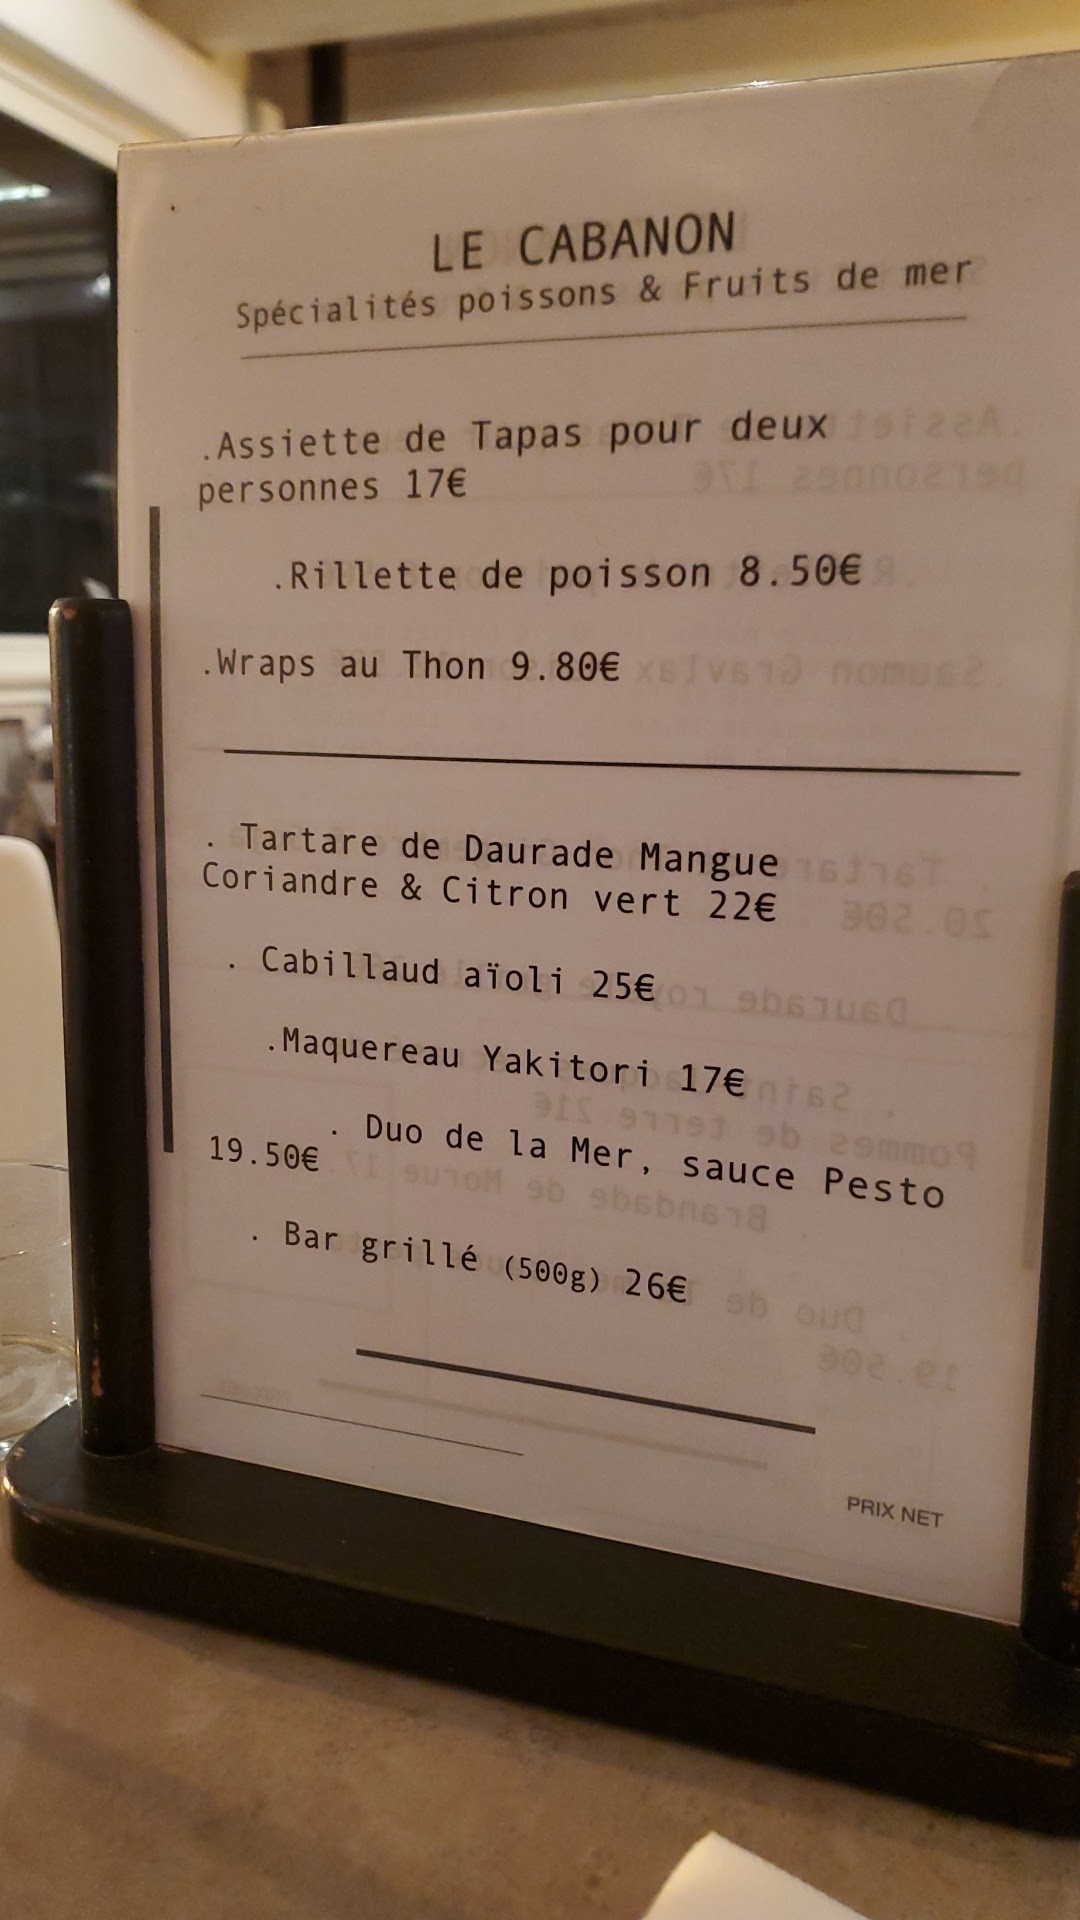 LE CABANON
Spécialités poissons & Fruits de mer
.Assiette de Tapas pour deux
personnes 17€
.Rillette de poisson 8.50€
.Wraps au Thon 9.80€
. Tartare de Daurade Mangue
Coriandre & Citron vert 22€
. Cabillaud aïoli 25€
.Maquereau Yakitori 17€
. Duo de la Mer, sauce Pesto
19.50€
. Bar grillé (500g) 26€
PRIX NET